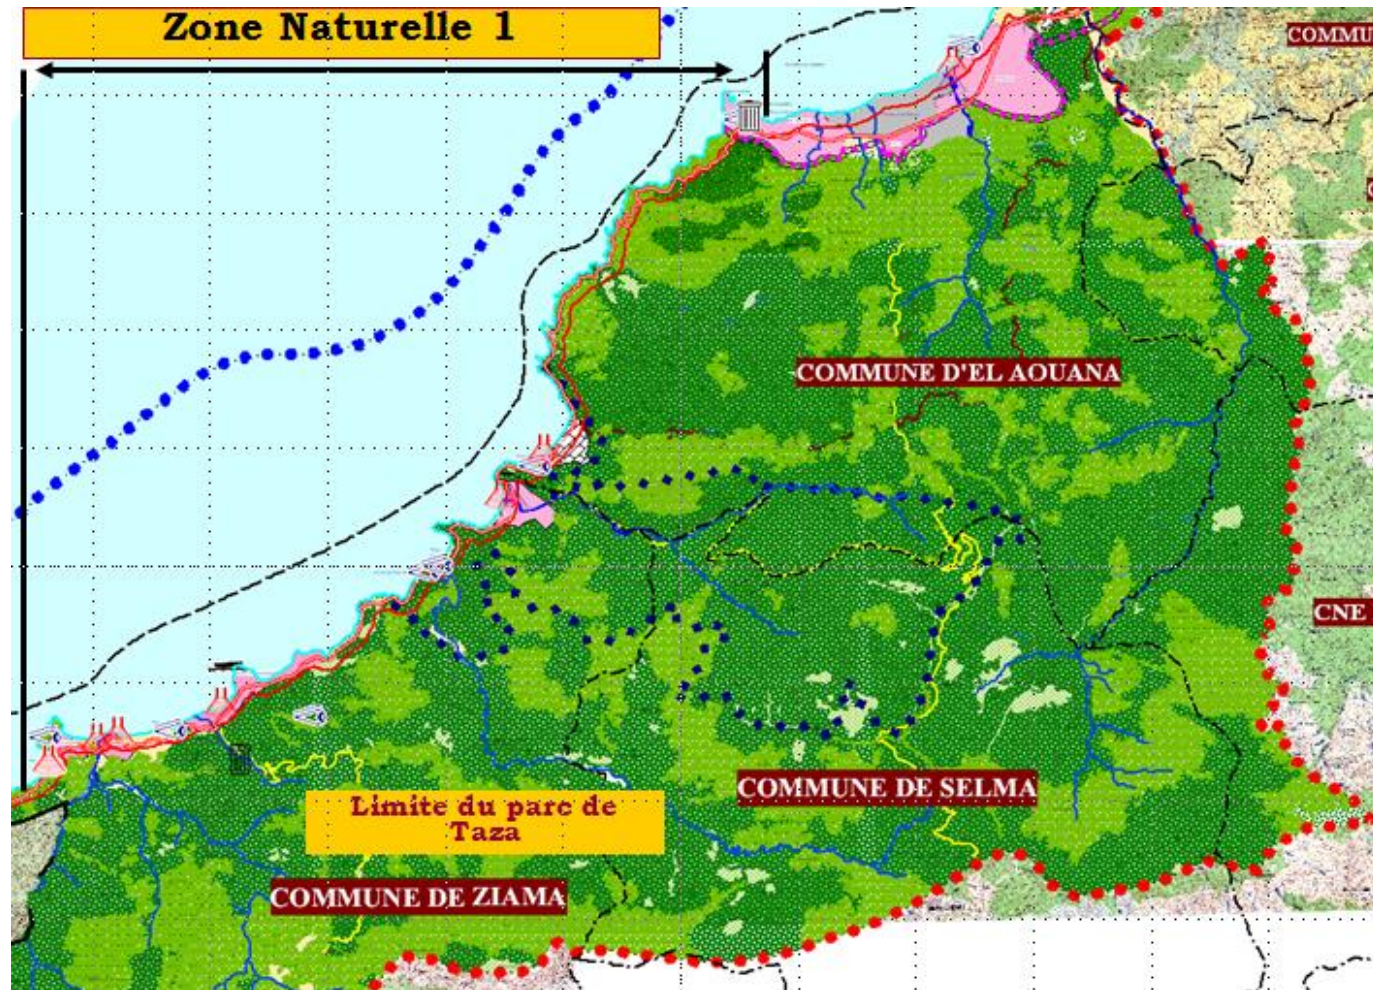 Zone Naturelle 1
COMMU
COMMUNE D'EL AOUANA
CNE
COMMUNE DE SELMA
Limite du parc de
Taza
COMMUNE DE ZIAMA